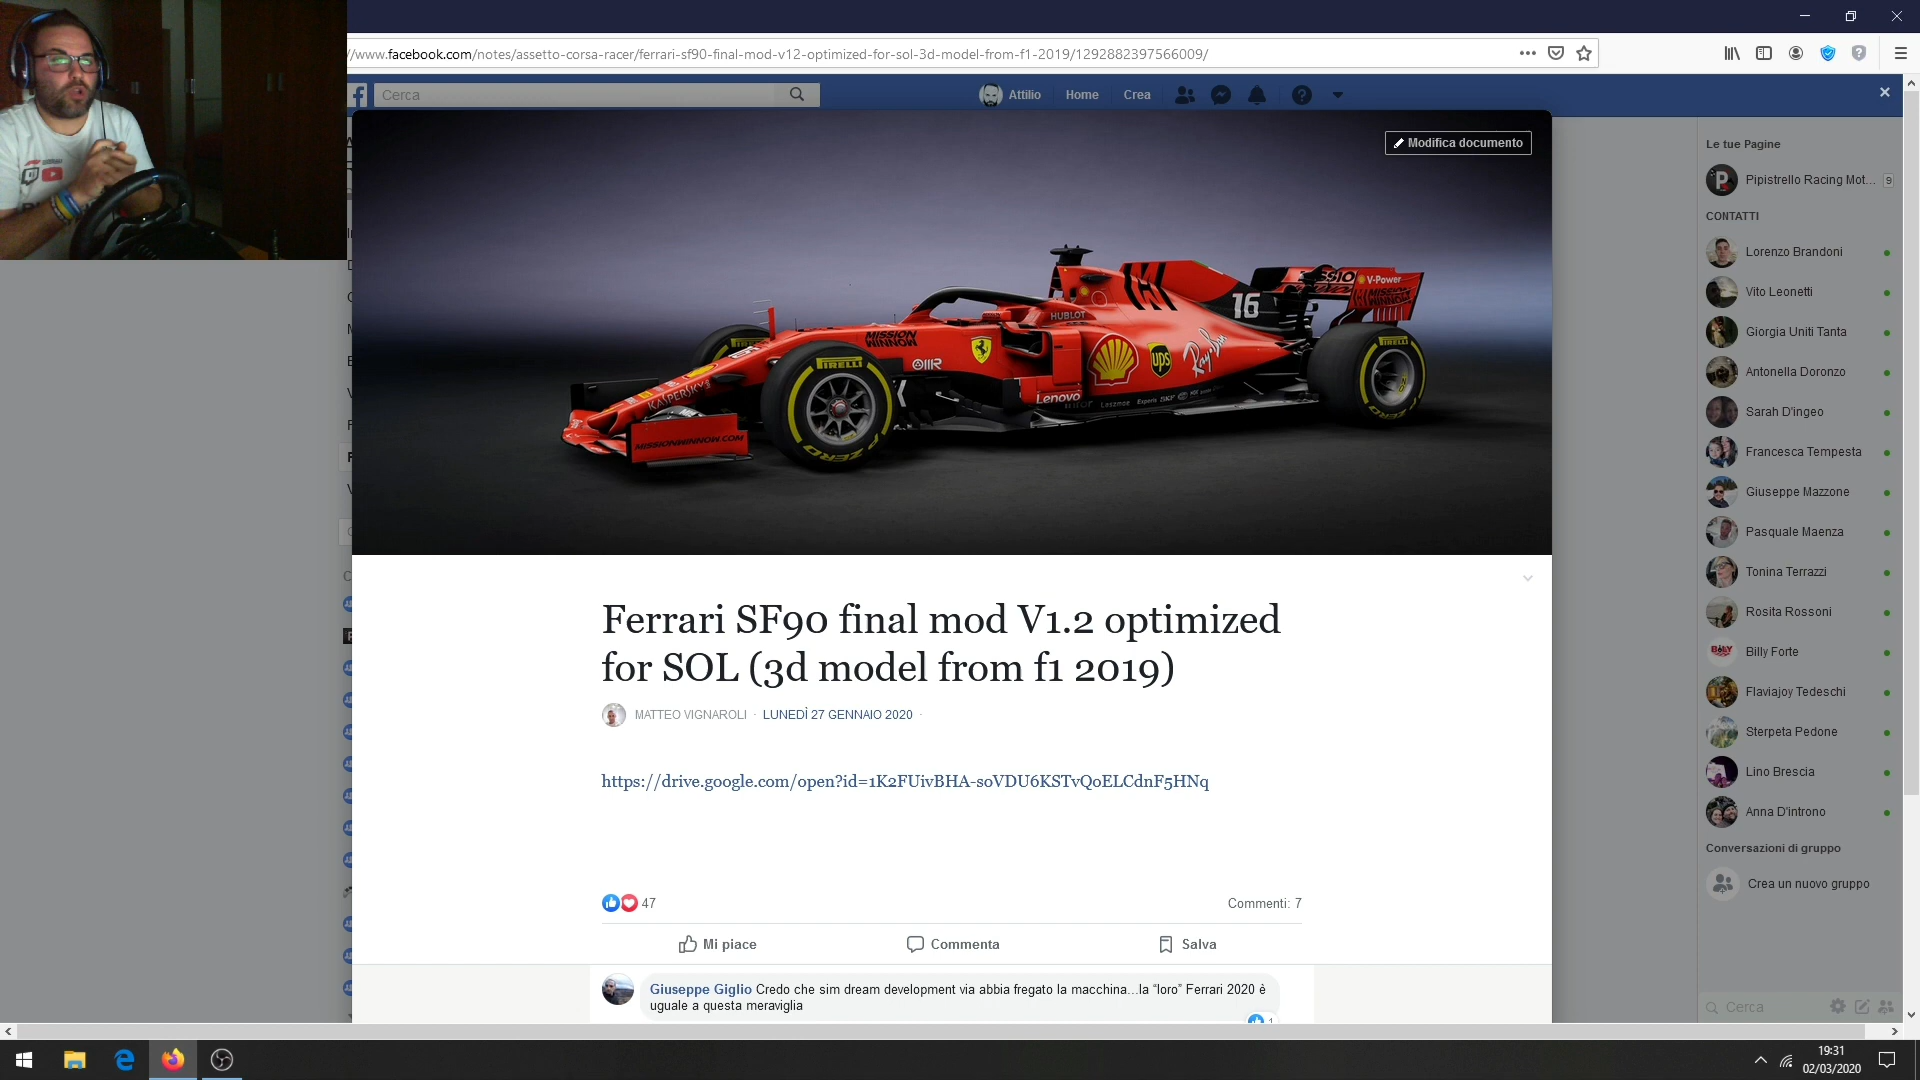 //www.facebook.com/notes/assetto-corsa-racer/ferrari-sf90-final-mod-v12-optimized-for-sol-3d-model-from-f1-2019/1292882397566009/
Cerca
Attilio
Home
Crea
Modifica documento
MISSION WINNOW
HUBLOT
16
V-Power
PIRELLI
UPS
Ray-Ban
Lenovo
KASPERSKY
MISSIONWINNOW.COM
P ZERO
PIRELLI
Ferrari SF90 final mod V1.2 optimized
for SOL (3d model from f1 2019)
MATTEO VIGNAROLI · LUNEDÌ 27 GENNAIO 2020 ·
https://drive.google.com/open?id=1K2FUivBHA-soVDU6KSTvQoELCdnF5HNq
47
Commenti: 7
Mi piace
Commenta
Salva
Giuseppe Giglio Credo che sim dream development via abbia fregato la macchina...la “loro” Ferrari 2020 è
uguale a questa meraviglia
1
Le tue Pagine
Pipistrello Racing Mot... 9
CONTATTI
Lorenzo Brandoni
Vito Leonetti
Giorgia Uniti Tanta
Antonella Doronzo
Sarah D'ingeo
Francesca Tempesta
Giuseppe Mazzone
Pasquale Maenza
Tonina Terrazzi
Rosita Rossoni
Billy Forte
Flaviajoy Tedeschi
Sterpeta Pedone
Lino Brescia
Anna D'introno
Conversazioni di gruppo
Crea un nuovo gruppo
Cerca
19:31
02/03/2020